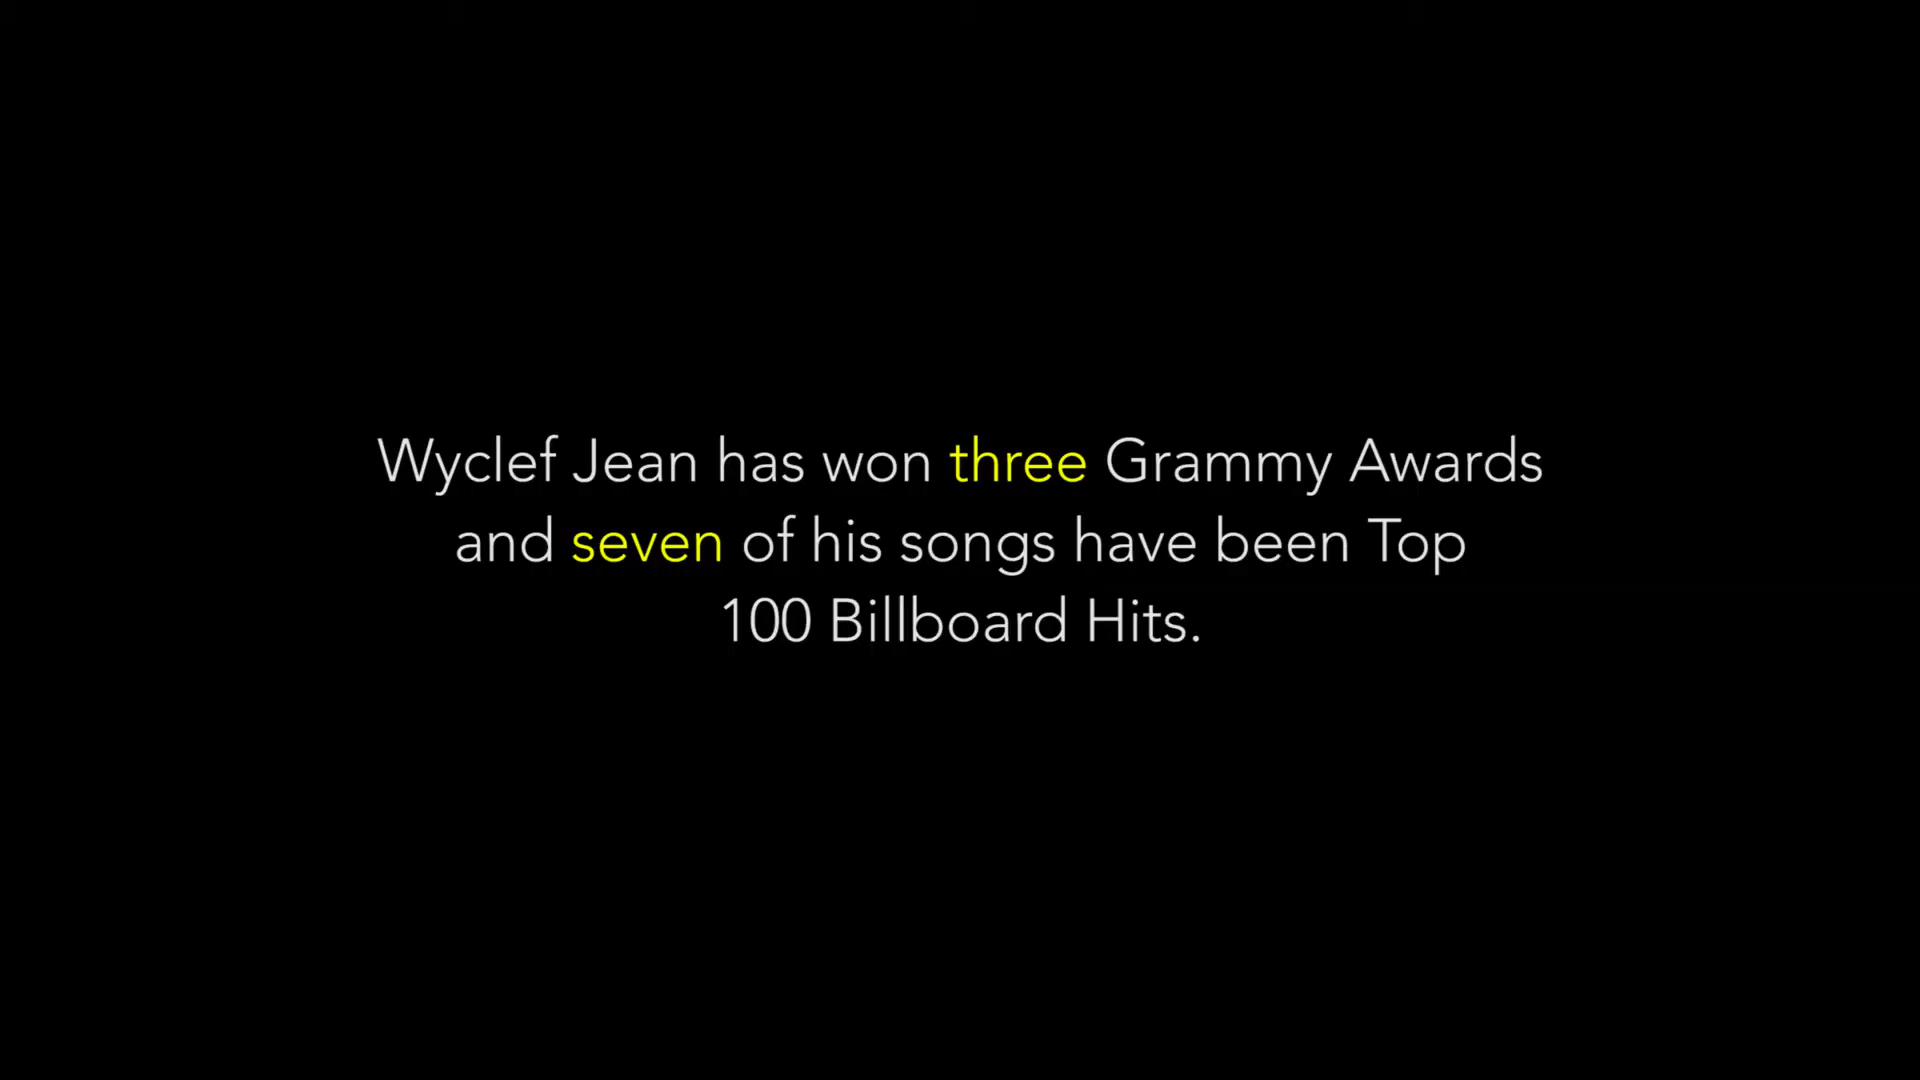 Wyclef Jean has won three Grammy Awards
and seven of his songs have been Top
100 Billboard Hits.